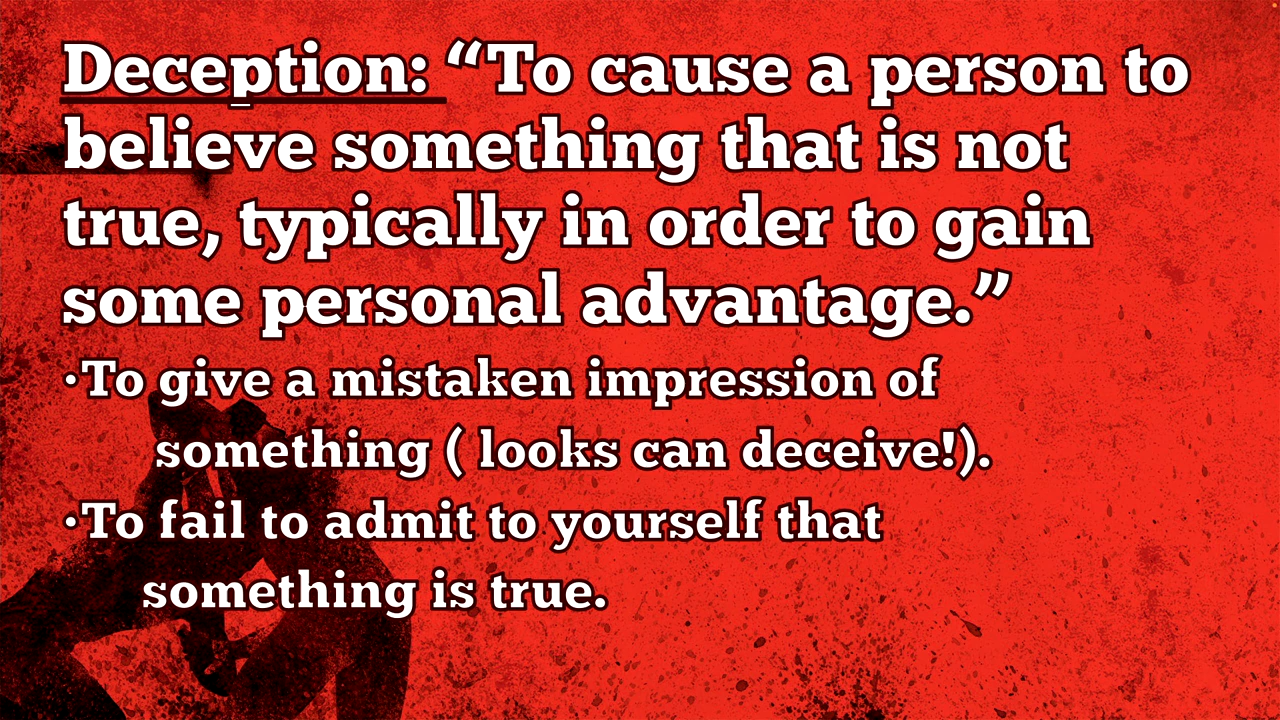 Deception: “To cause a person to
believe something that is not
true, typically in order to gain
some personal advantage.”
•To give a mistaken impression of
something ( looks can deceive!).
•To fail to admit to yourself that
something is true.